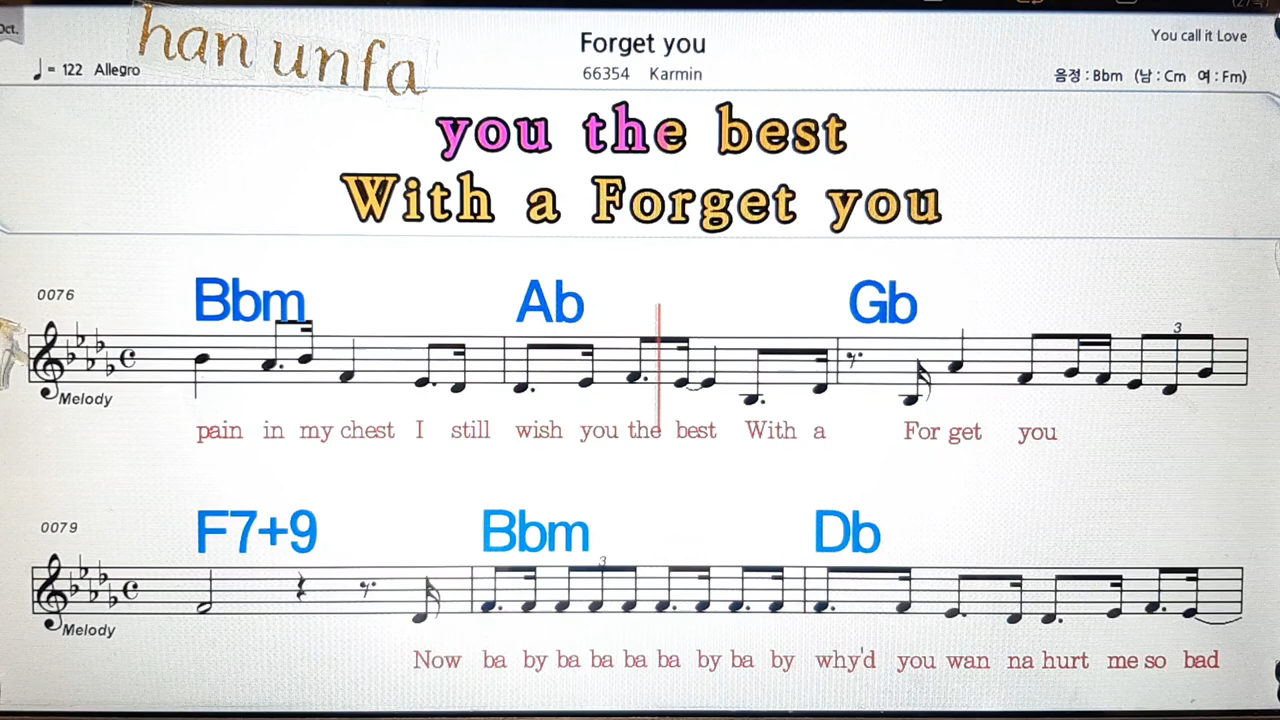 Oct.
han unfa
Forget you
You call it Love
♩ = 122 Allegro
66354 Karmin
음정 : Bbm (남 : Cm 여 : Fm)
you the best
With a Forget you
0076
Bbm Ab Gb
3
Melody
pain in my chest I still wish you the best With a For get you
0079
F7+9 Bbm Db
3
Melody
Now ba by ba ba ba ba by ba by why'd you wan na hurt me so bad